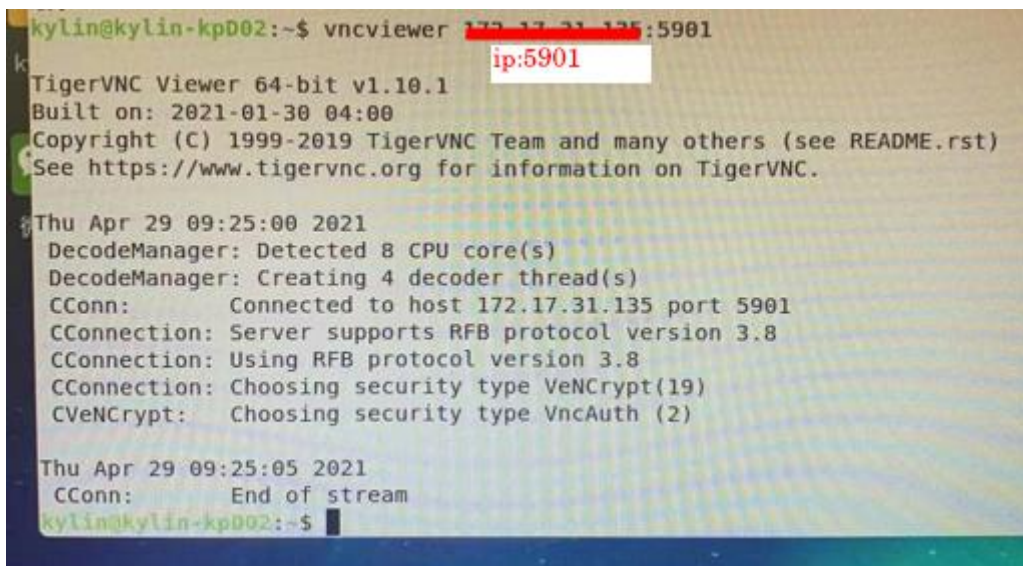 kylin@kylin-kpD02:~$ vncviewer 172.17.31.135:5901
ip:5901
TigerVNC Viewer 64-bit v1.10.1
Built on: 2021-01-30 04:00
Copyright (C) 1999-2019 TigerVNC Team and many others (see README.rst)
See https://www.tigervnc.org for information on TigerVNC.
Thu Apr 29 09:25:00 2021
DecodeManager: Detected 8 CPU core(s)
DecodeManager: Creating 4 decoder thread(s)
CConn: Connected to host 172.17.31.135 port 5901
CConnection: Server supports RFB protocol version 3.8
CConnection: Using RFB protocol version 3.8
CConnection: Choosing security type VeNCrypt(19)
CVeNCrypt: Choosing security type VncAuth (2)
Thu Apr 29 09:25:05 2021
CConn: End of stream
kylin@kylin-kpD02:~$